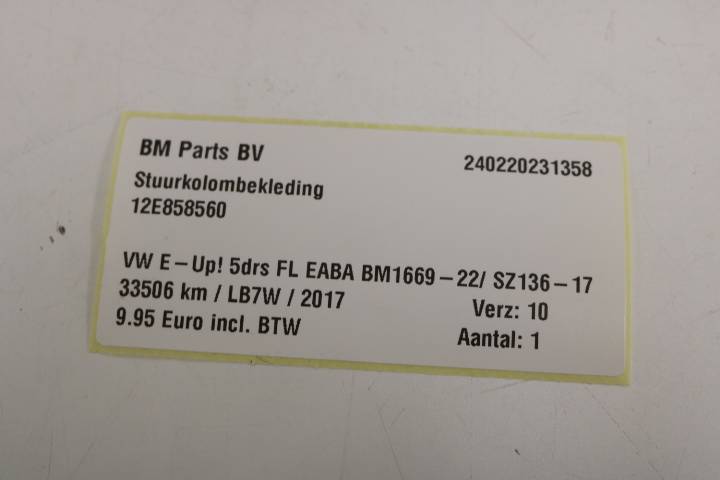 BM Parts BV 240220231358
Stuurkolombekleding
12E858560
VW E-Up! 5drs FL EABA BM1669-22/ SZ136-17
33506 km / LB7W / 2017 Verz: 10
9.95 Euro incl. BTW Aantal: 1